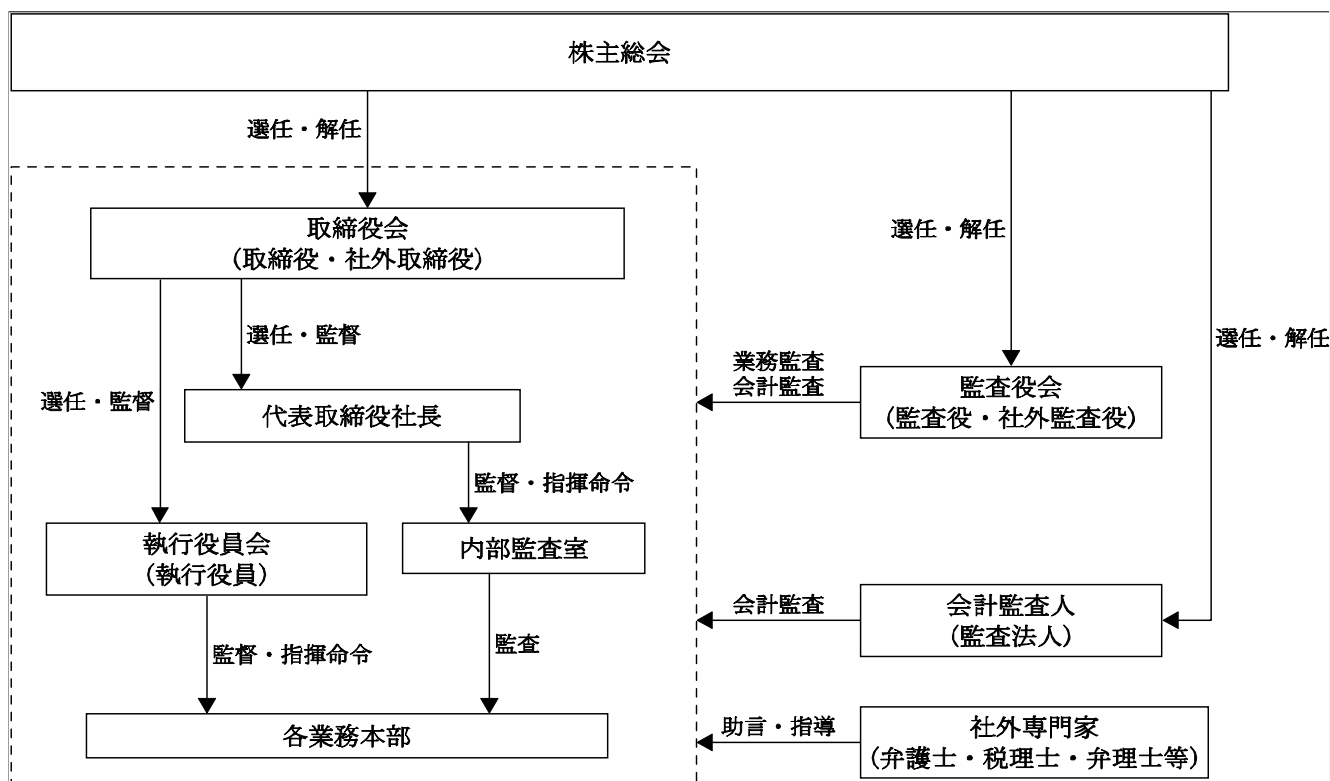 株主総会
選任・解任
取締役会
(取締役・社外取締役)
選任・解任
選任・監督
選任・解任
業務監査
会計監査
監査役会
(監査役・社外監査役)
選任・監督
代表取締役社長
監督・指揮命令
執行役員会
(執行役員)
内部監査室
会計監査
会計監査人
(監査法人)
監督・指揮命令
監査
各業務本部
助言・指導
社外専門家
(弁護士・税理士・弁理士等)